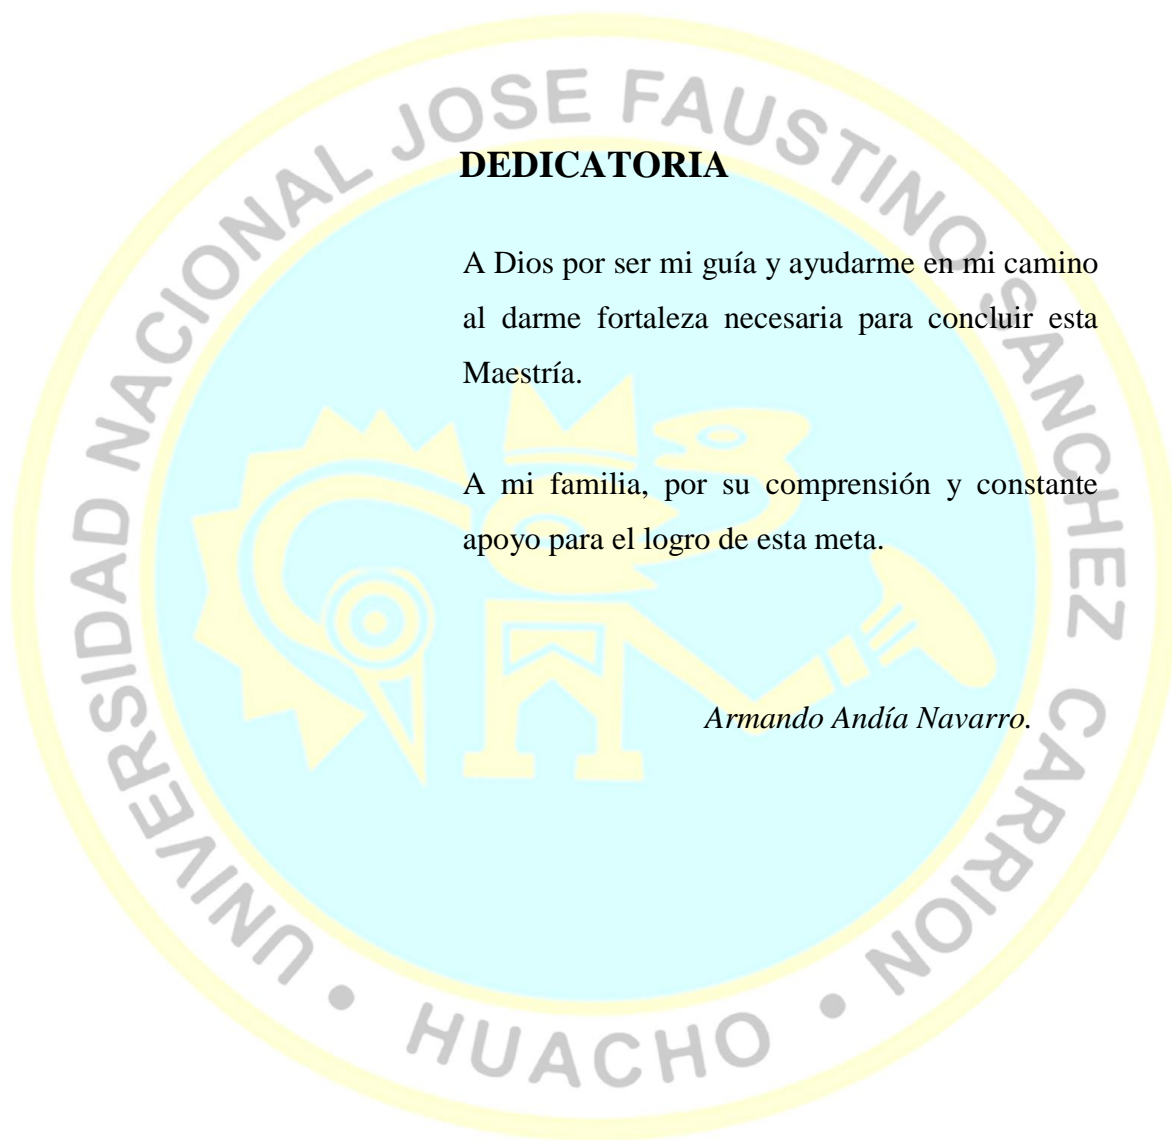 UNIVERSIDAD NACIONAL JOSE FAUSTINO SANCHEZ CARRION
• HUACHO •
DEDICATORIA
A Dios por ser mi guía y ayudarme en mi camino
al darme fortaleza necesaria para concluir esta
Maestría.
A mi familia, por su comprensión y constante
apoyo para el logro de esta meta.
Armando Andía Navarro.